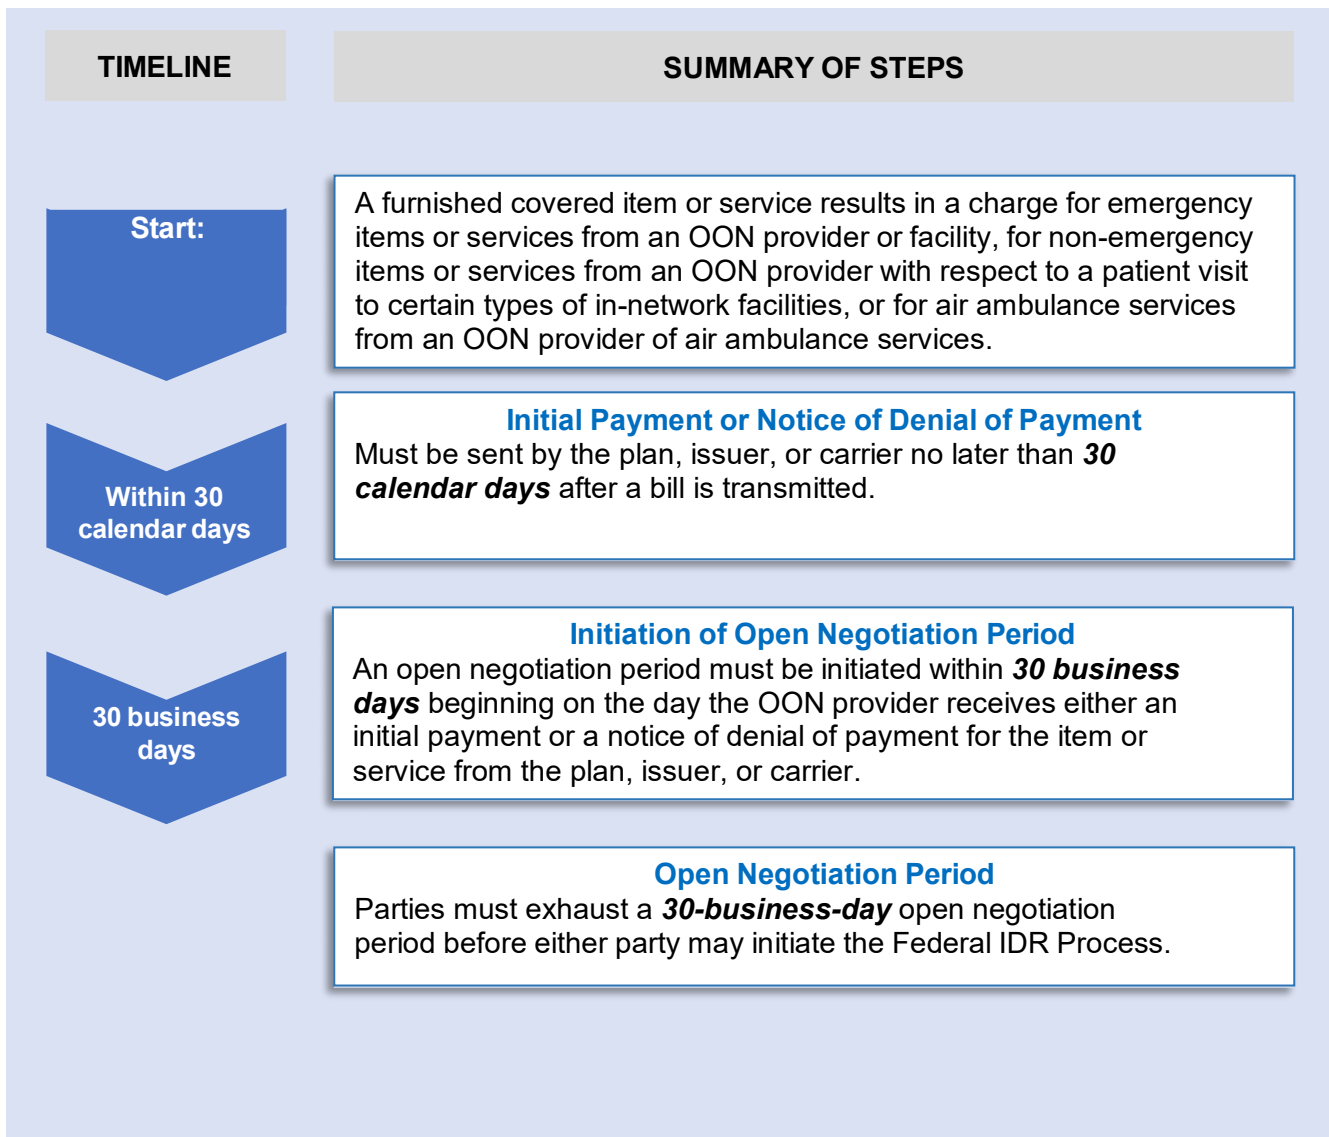 TIMELINE
SUMMARY OF STEPS
Start:
A furnished covered item or service results in a charge for emergency
items or services from an OON provider or facility, for non-emergency
items or services from an OON provider with respect to a patient visit
to certain types of in-network facilities, or for air ambulance services
from an OON provider of air ambulance services.
Within 30
calendar days
Initial Payment or Notice of Denial of Payment
Must be sent by the plan, issuer, or carrier no later than 30
calendar days after a bill is transmitted.
30 business
days
Initiation of Open Negotiation Period
An open negotiation period must be initiated within 30 business
days beginning on the day the OON provider receives either an
initial payment or a notice of denial of payment for the item or
service from the plan, issuer, or carrier.
Open Negotiation Period
Parties must exhaust a 30-business-day open negotiation
period before either party may initiate the Federal IDR Process.